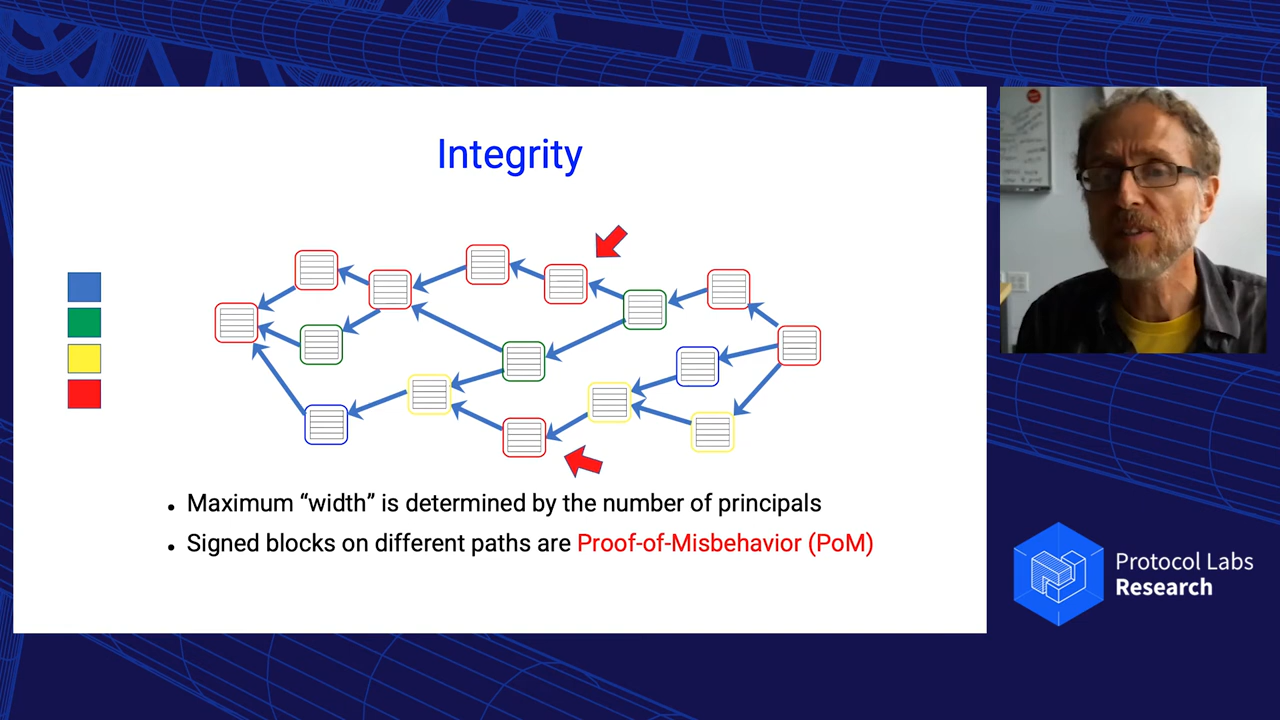 Integrity
• Maximum “width” is determined by the number of principals
• Signed blocks on different paths are Proof-of-Misbehavior (PoM)
Protocol Labs
Research